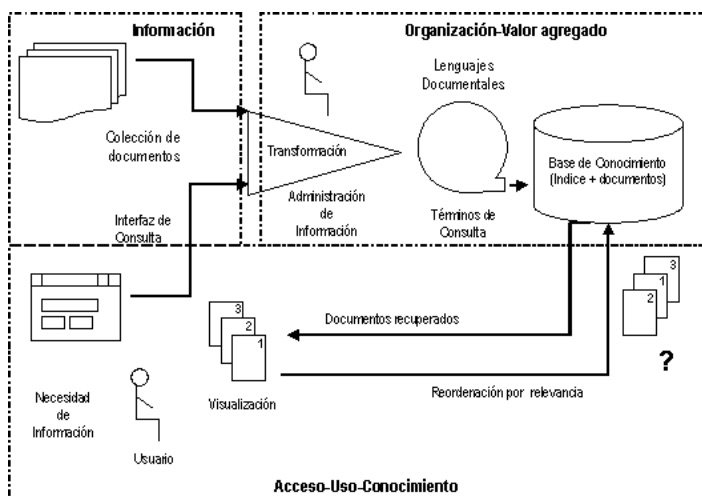 Información
Organización-Valor agregado
Lenguajes
Documentales
Colección de
documentos
Transformación
Base de Conocimiento
(Indice + documentos)
Administración
de
Información
Términos de
Consulta
Interfaz de
Consulta
3
2
1
3
1
2
Documentos recuperados
?
Necesidad
de
Información
Visualización
Reordenación por relevancia
Usuario
Acceso-Uso-Conocimiento